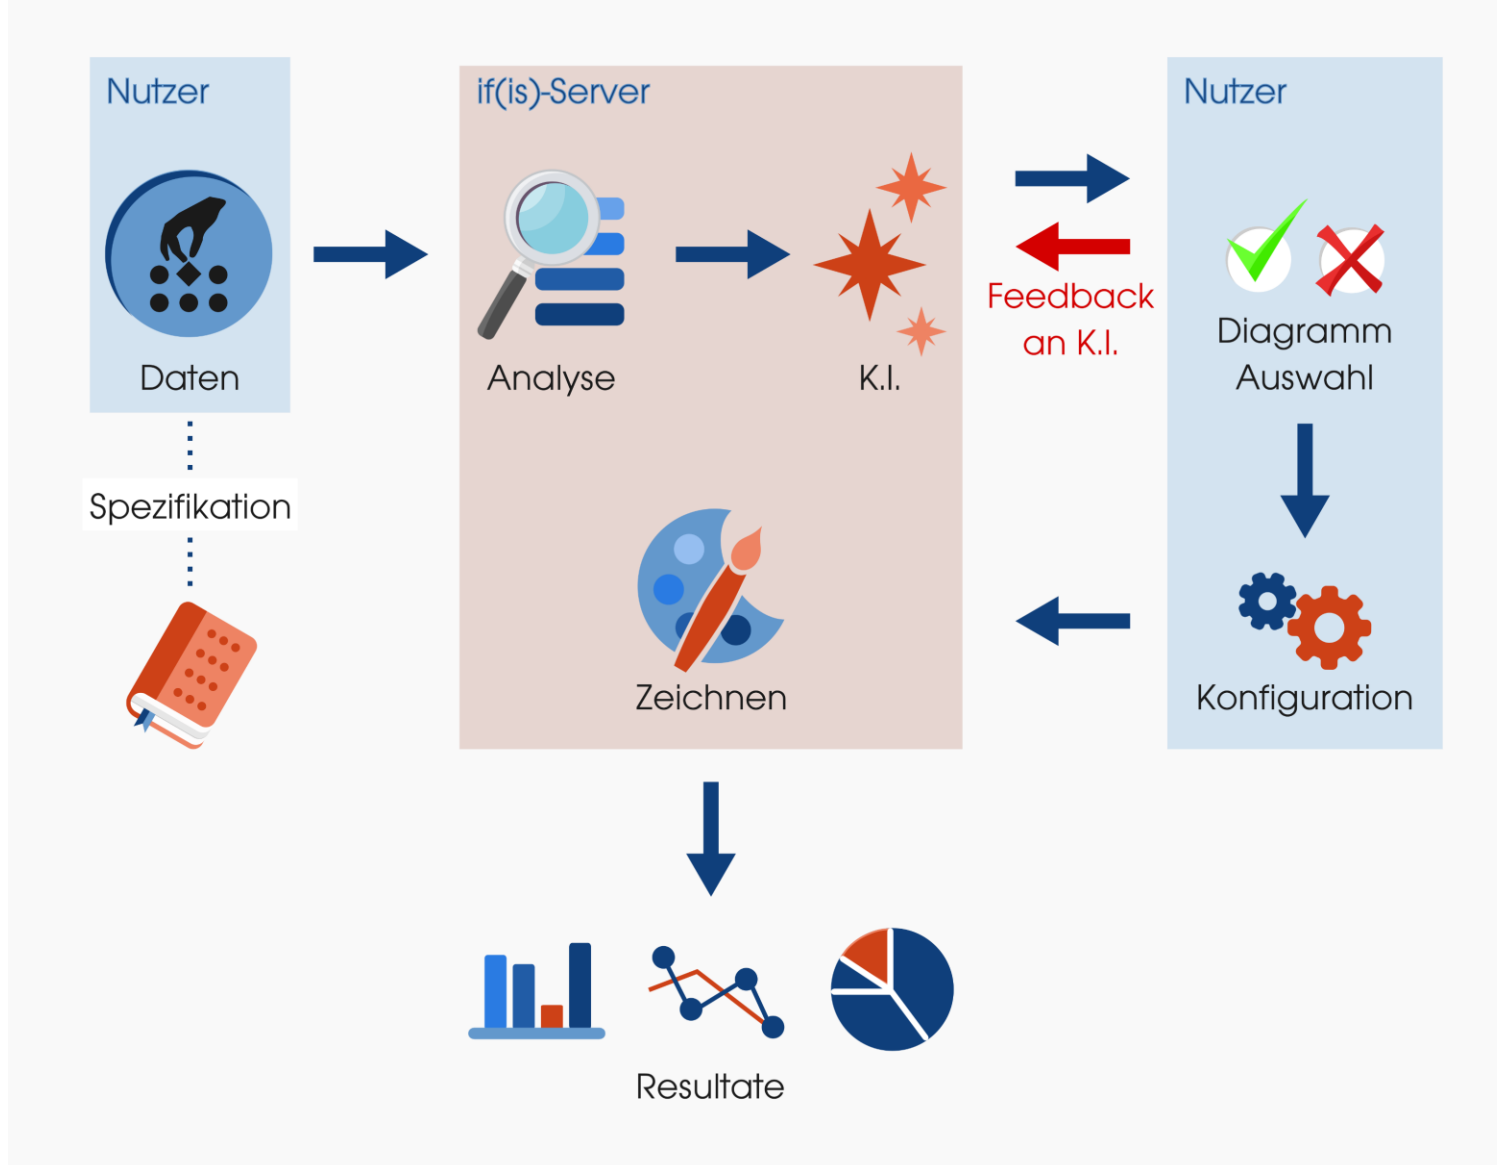 Nutzer
Daten
Spezifikation
if(is)-Server
Analyse
K.I.
Zeichnen
Feedback
an K.I.
Nutzer
Diagramm
Auswahl
Konfiguration
Resultate